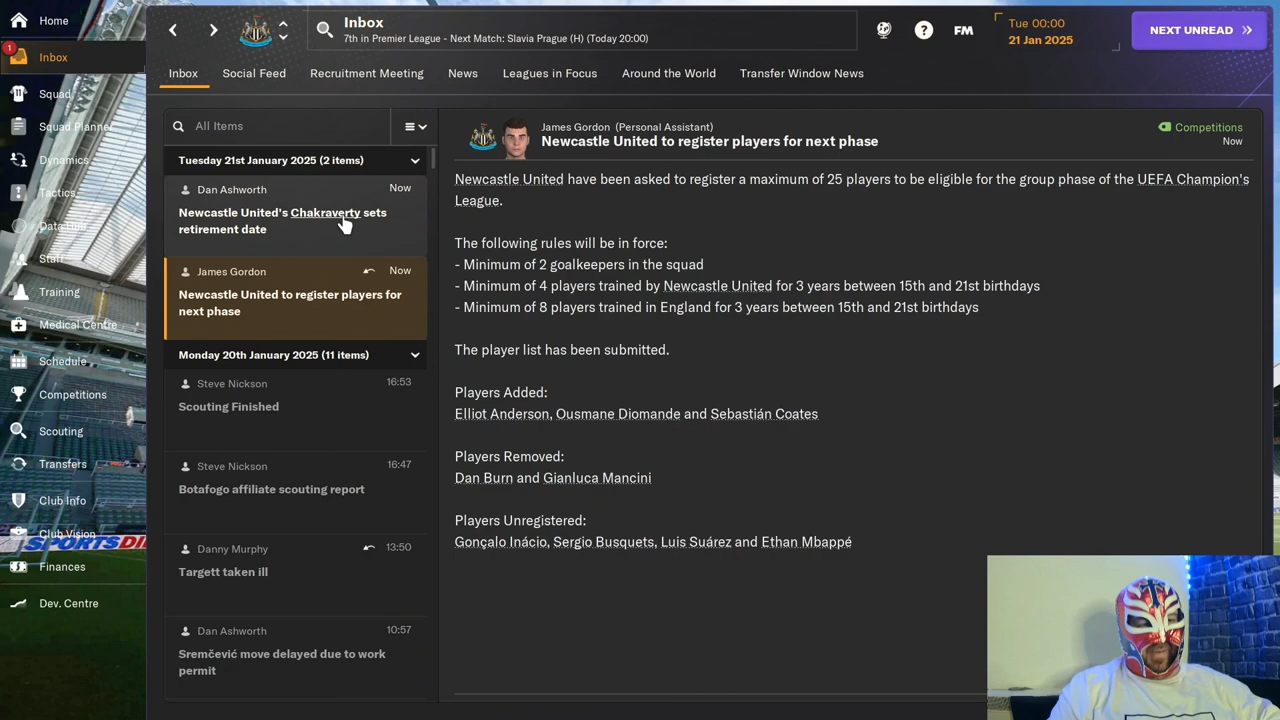 Home
Inbox
1
Squad
Squad Planner
Dynamics
Tactics
Data Hub
Staff
Training
Medical Centre
Schedule
Competitions
Scouting
Transfers
Club Info
Club Vision
Finances
Dev. Centre
SPORTS DI
Inbox
7th in Premier League - Next Match: Slavia Prague (H) (Today 20:00)
FM
Tue 00:00
21 Jan 2025
NEXT UNREAD
Inbox Social Feed Recruitment Meeting News Leagues in Focus Around the World Transfer Window News
All Items
Tuesday 21st January 2025 (2 items)
Dan Ashworth Now
Newcastle United's Chakraverty sets
retirement date
James Gordon Now
Newcastle United to register players for
next phase
Monday 20th January 2025 (11 items)
Steve Nickson 16:53
Scouting Finished
Steve Nickson 16:47
Botafogo affiliate scouting report
Danny Murphy 13:50
Targett taken ill
Dan Ashworth 10:57
Sremčević move delayed due to work
permit
James Gordon (Personal Assistant)
Newcastle United to register players for next phase
Competitions
Now
Newcastle United have been asked to register a maximum of 25 players to be eligible for the group phase of the UEFA Champion's
League.
The following rules will be in force:
- Minimum of 2 goalkeepers in the squad
- Minimum of 4 players trained by Newcastle United for 3 years between 15th and 21st birthdays
- Minimum of 8 players trained in England for 3 years between 15th and 21st birthdays
The player list has been submitted.
Players Added:
Elliot Anderson, Ousmane Diomande and Sebastián Coates
Players Removed:
Dan Burn and Gianluca Mancini
Players Unregistered:
Gonçalo Inácio, Sergio Busquets, Luis Suárez and Ethan Mbappé